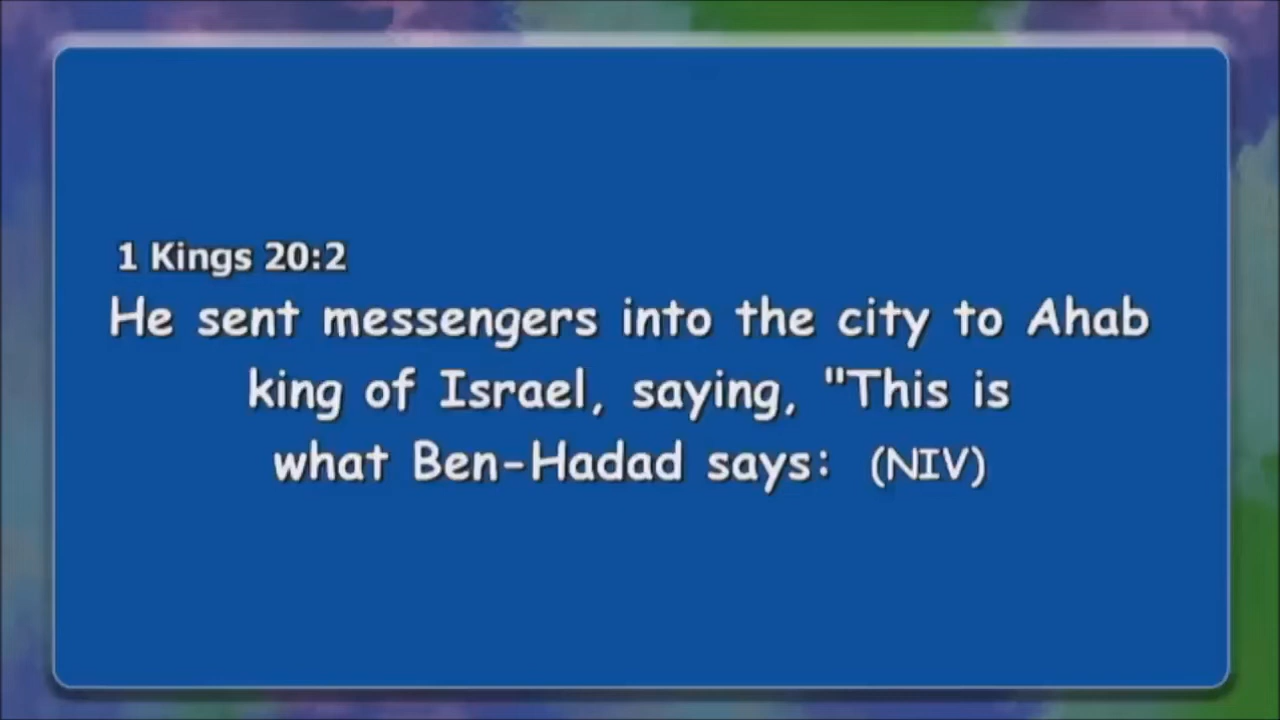 1 Kings 20:2
He sent messengers into the city to Ahab
king of Israel, saying, "This is
what Ben-Hadad says: (NIV)